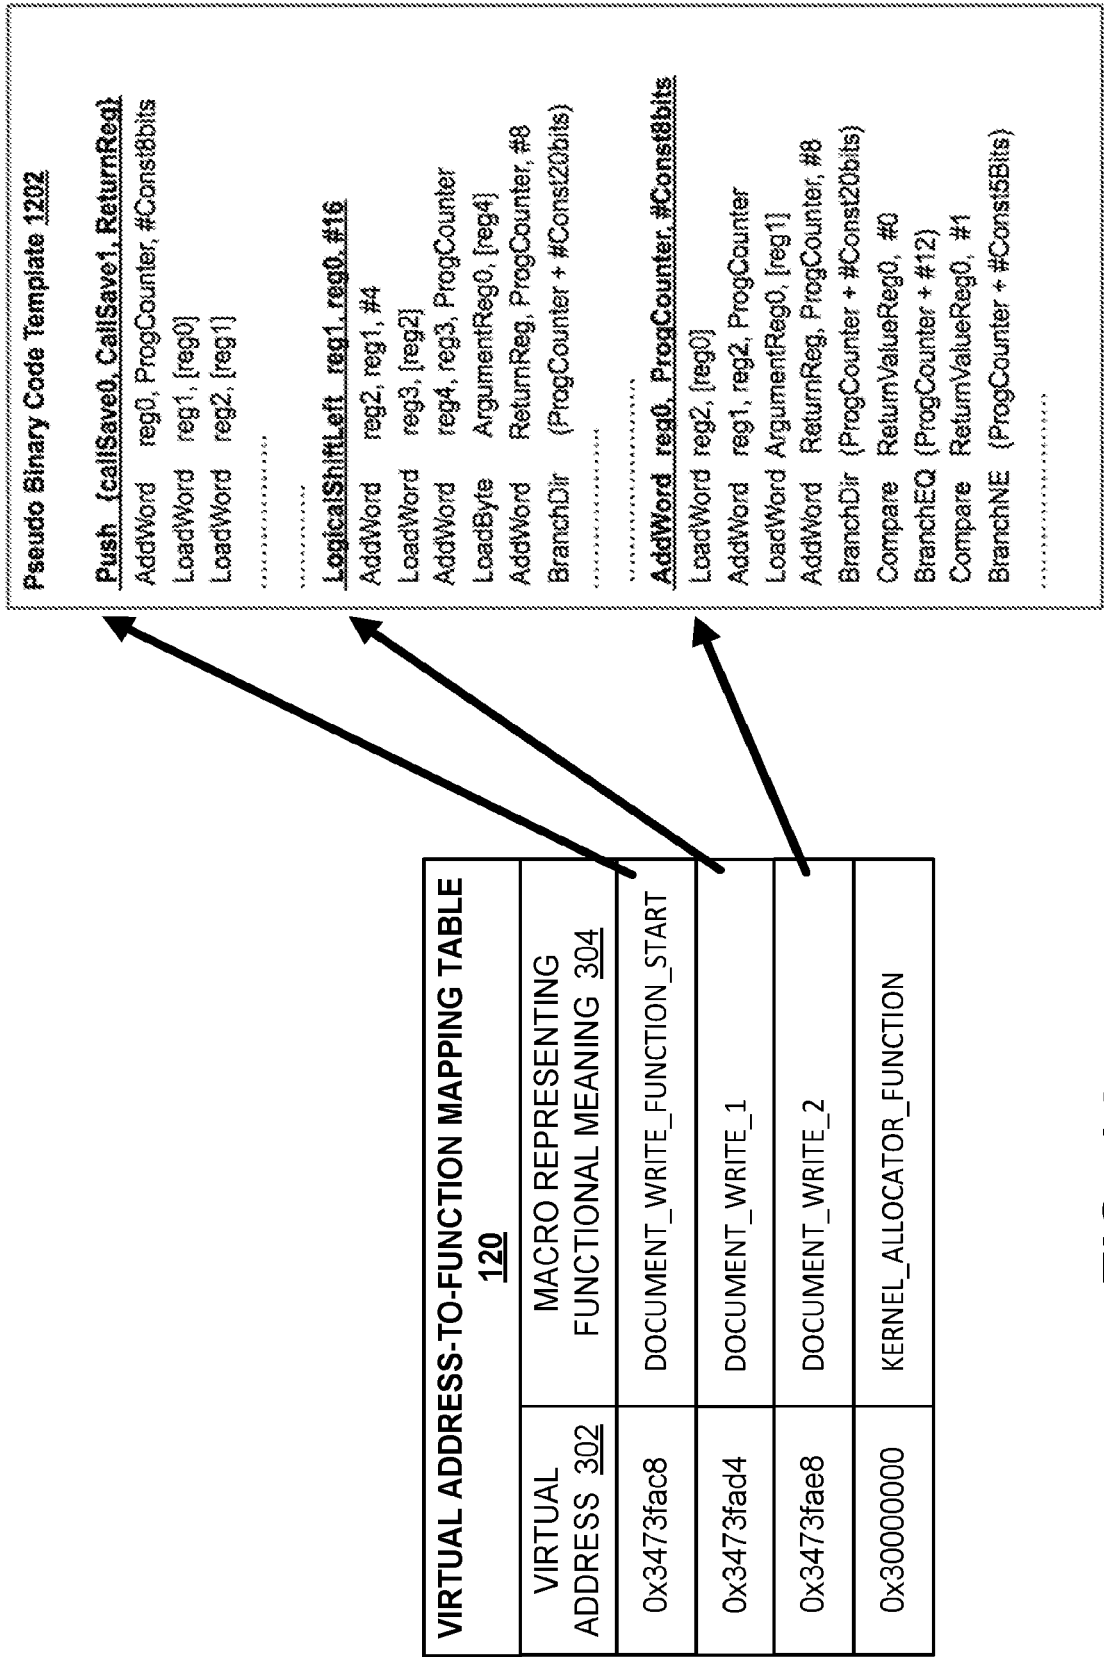 VIRTUAL ADDRESS-TO-FUNCTION MAPPING TABLE
120
VIRTUAL
ADDRESS 302
MACRO REPRESENTING
FUNCTIONAL MEANING 304
0x3473fac8
DOCUMENT_WRITE_FUNCTION_START
0x3473fad4
DOCUMENT_WRITE_1
0x3473fae8
DOCUMENT_WRITE_2
0x30000000
KERNEL_ALLOCATOR_FUNCTION
Pseudo Binary Code Template 1202
Push {callSave0, CallSave1, ReturnReg}
AddWord reg0, ProgCounter, #Const8bits
LoadWord reg1, [reg0]
LoadWord reg2, [reg1]
................
..........
LogicalShiftLeft reg1, reg0, #16
AddWord reg2, reg1, #4
LoadWord reg3, [reg2]
AddWord reg4, reg3, ProgCounter
LoadByte ArgumentReg0, [reg4]
AddWord ReturnReg, ProgCounter, #8
BranchDir {ProgCounter + #Const20bits}
................
..................
AddWord reg0, ProgCounter, #Const8bits
LoadWord reg2, [reg0]
AddWord reg1, reg2, ProgCounter
LoadWord ArgumentReg0, [reg1]
AddWord ReturnReg, ProgCounter, #8
BranchDir {ProgCounter + #Const20bits}
Compare ReturnValueReg0, #0
BranchEQ {ProgCounter + #12}
Compare ReturnValueReg0, #1
BranchNE {ProgCounter + #Const5Bits}
......................